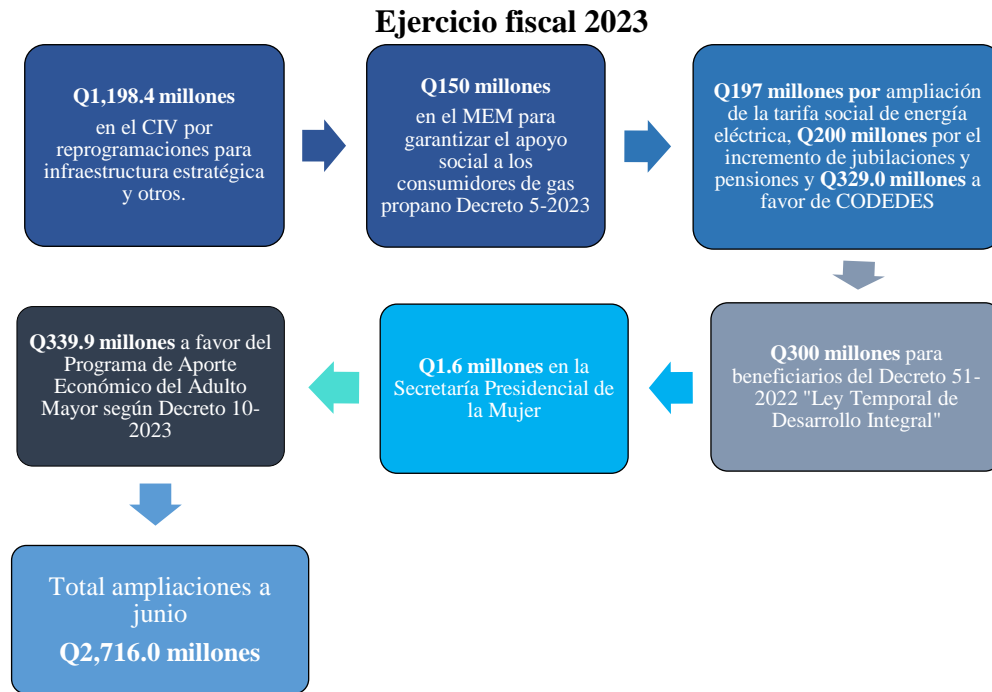 Ejercicio fiscal 2023
Q1,198.4 millones
en el CIV por
reprogramaciones para
infraestructura estratégica
y otros.
Q150 millones
en el MEM para
garantizar el apoyo
social a los
consumidores de gas
propano Decreto 5-2023
Q197 millones por ampliación
de la tarifa social de energía
eléctrica, Q200 millones por el
incremento de jubilaciones y
pensiones y Q329.0 millones a
favor de CODEDES
Q300 millones para
beneficiarios del Decreto 51-
2022 "Ley Temporal de
Desarrollo Integral"
Q1.6 millones en la
Secretaría Presidencial de
la Mujer
Q339.9 millones a favor del
Programa de Aporte
Económico del Adulto
Mayor según Decreto 10-
2023
Total ampliaciones a
junio
Q2,716.0 millones